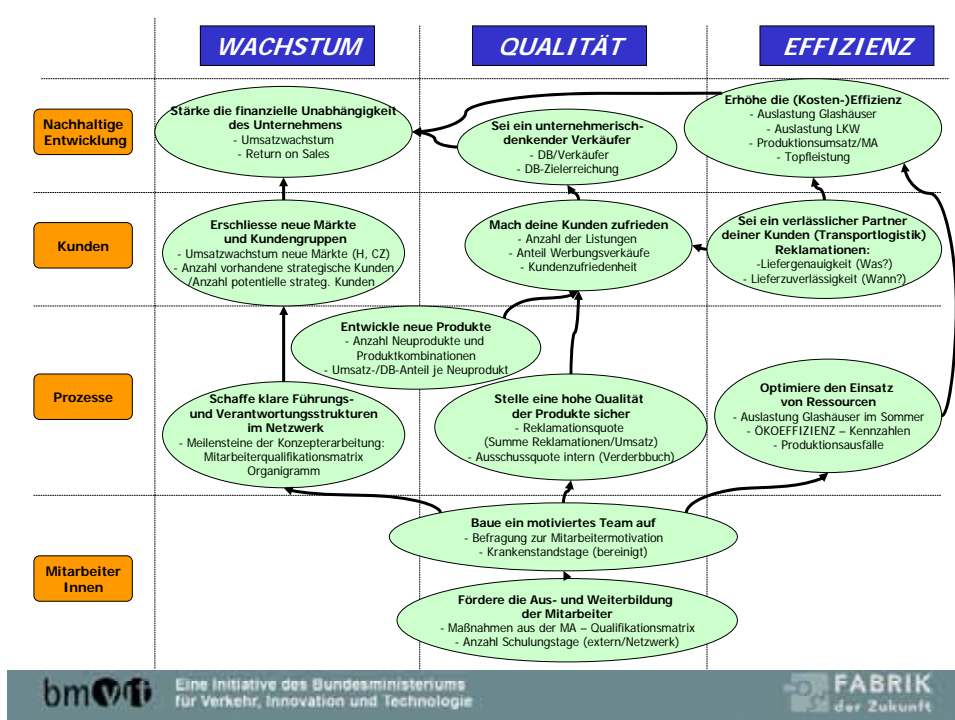 WACHSTUM
QUALITÄT
EFFIZIENZ
Nachhaltige
Entwicklung
Stärke die finanzielle Unabhängigkeit
des Unternehmens
- Umsatzwachstum
- Return on Sales
Sei ein unternehmerisch-
denkender Verkäufer
- DB/Verkäufer
- DB-Zielerreichung
Erhöhe die (Kosten-)Effizienz
- Auslastung Glashäuser
- Auslastung LKW
- Produktionsumsatz/MA
- Topfleistung
Kunden
Erschliesse neue Märkte
und Kundengruppen
- Umsatzwachstum neue Märkte (H, CZ)
- Anzahl vorhandene strategische Kunden
/Anzahl potentielle strateg. Kunden
Mach deine Kunden zufrieden
- Anzahl der Listungen
- Anteil Werbungsverkäufe
- Kundenzufriedenheit
Sei ein verlässlicher Partner
deiner Kunden (Transportlogistik)
Reklamationen:
-Liefergenauigkeit (Was?)
- Lieferzuverlässigkeit (Wann?)
Prozesse
Entwickle neue Produkte
- Anzahl Neuprodukte und
Produktkombinationen
- Umsatz-/DB-Anteil je Neuprodukt
Schaffe klare Führungs-
und Verantwortungsstrukturen
im Netzwerk
- Meilensteine der Konzepterarbeitung:
Mitarbeiterqualifikationsmatrix
Organigramm
Stelle eine hohe Qualität
der Produkte sicher
- Reklamationsquote
(Summe Reklamationen/Umsatz)
- Ausschussquote intern (Verderbbuch)
Optimiere den Einsatz
von Ressourcen
- Auslastung Glashäuser im Sommer
- ÖKOEFFIZIENZ – Kennzahlen
- Produktionsausfälle
Mitarbeiter
Innen
Baue ein motiviertes Team auf
- Befragung zur Mitarbeitermotivation
- Krankenstandstage (bereinigt)
Fördere die Aus- und Weiterbildung
der Mitarbeiter
- Maßnahmen aus der MA – Qualifikationsmatrix
- Anzahl Schulungstage (extern/Netzwerk)
bmvit
Eine Initiative des Bundesministeriums
für Verkehr, Innovation und Technologie
FABRIK
der Zukunft